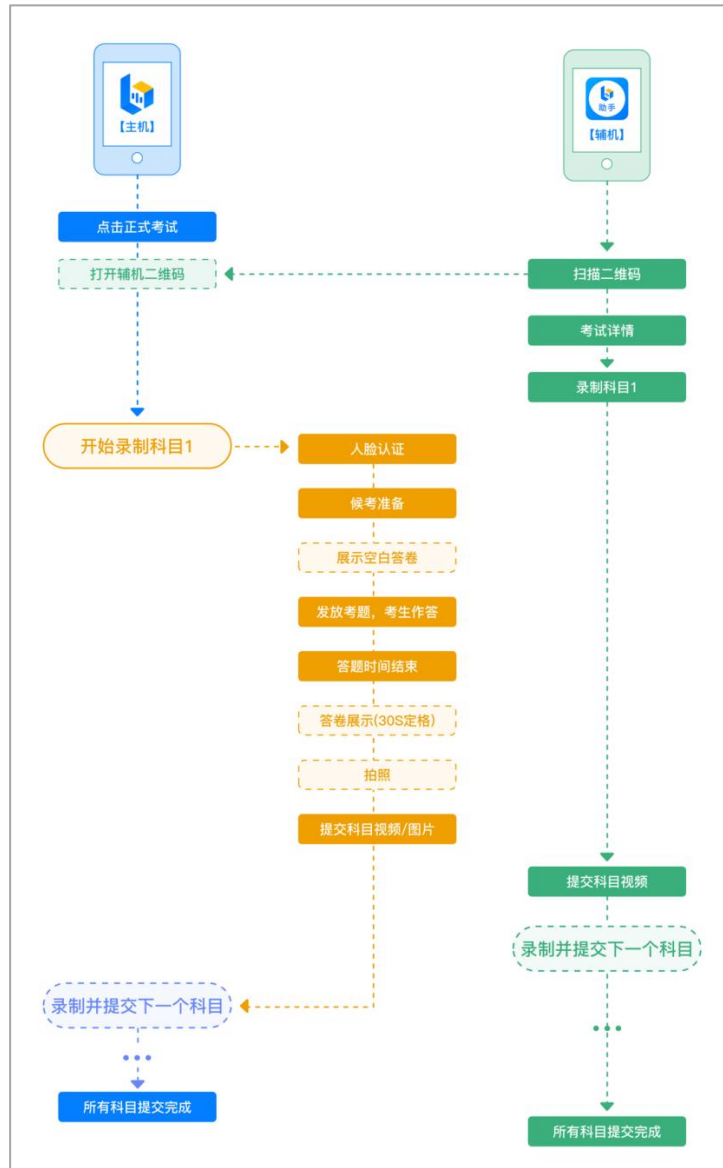 【主机】
助手
【辅机】
点击正式考试
打开辅机二维码
扫描二维码
考试详情
录制科目1
开始录制科目1
人脸认证
候考准备
展示空白答卷
发放考题，考生作答
答题时间结束
答卷展示(30S定格)
拍照
提交科目视频/图片
提交科目视频
录制并提交下一个科目
录制并提交下一个科目
所有科目提交完成
所有科目提交完成